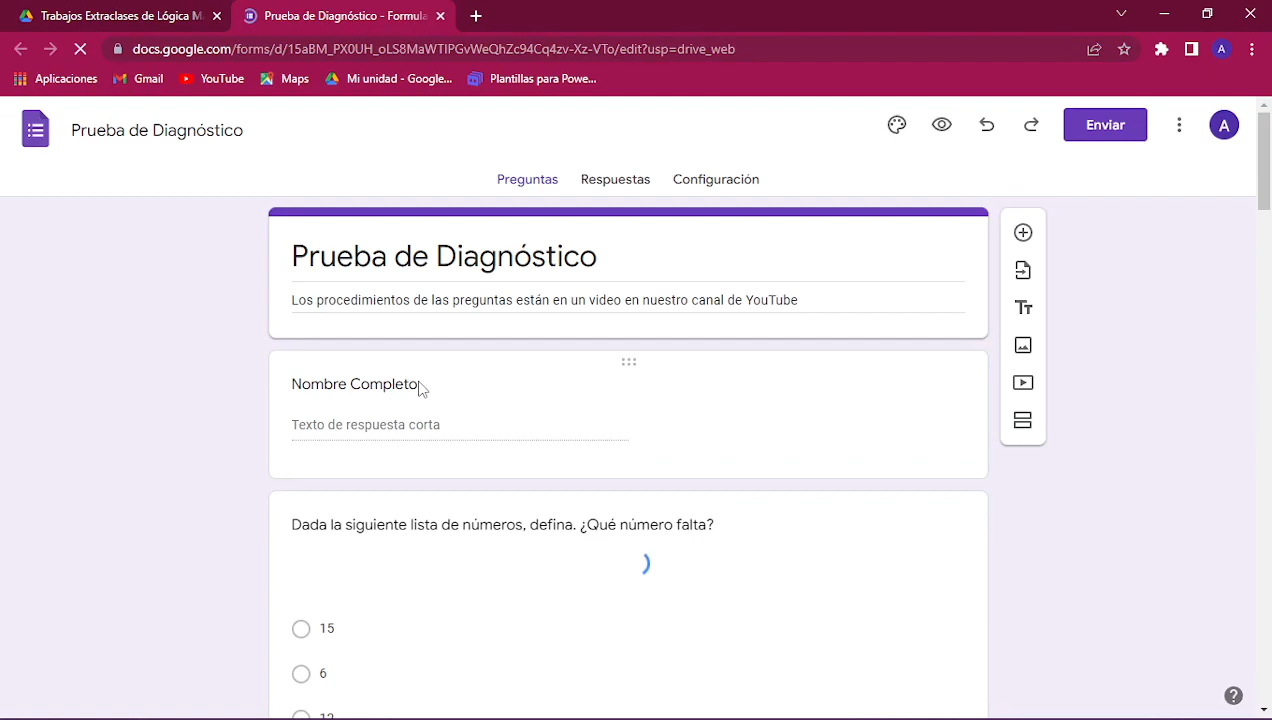 Trabajos Extraclases de Lógica M
Prueba de Diagnóstico - Formula
docs.google.com/forms/d/15aBM_PX0UH_oLS8MaWTIPGvWeQhZc94Cq4zv-Xz-VTo/edit?usp=drive_web
A
Aplicaciones
Gmail
YouTube
Maps
Mi unidad - Google...
Plantillas para Powe...
Prueba de Diagnóstico
Enviar
A
Preguntas
Respuestas
Configuración
Prueba de Diagnóstico
Los procedimientos de las preguntas están en un video en nuestro canal de YouTube
Nombre Completo
Texto de respuesta corta
Dada la siguiente lista de números, defina. ¿Qué número falta?
15
6
12